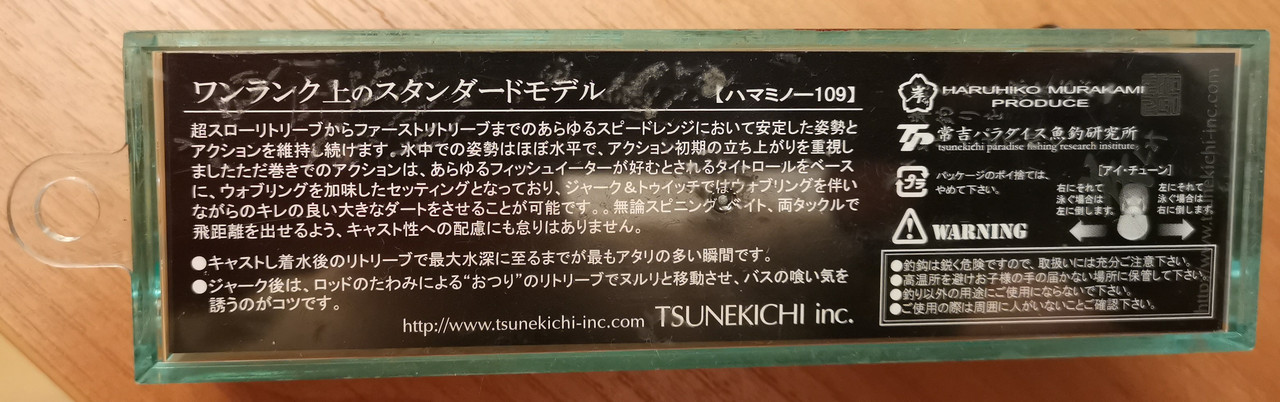 ワンランク上のスタンダードモデル
【ハマミノー109】
超スローリトリーブからファーストリトリーブまでのあらゆるスピードレンジにおいて安定した姿勢と
アクションを維持し続けます。水中での姿勢はほぼ水平で、アクション初期の立ち上がりを重視し
ましたただ巻きでのアクションは、あらゆるフィッシュイーターが好むとされるタイトロールをベース
に、ウォブリングを加味したセッティングとなっており、ジャーク＆トゥイッチではウォブリングを伴い
ながらのキレの良い大きなダートをさせることが可能です。。無論スピニング、ベイト、両タックルで
飛距離を出せるよう、キャスト性への配慮にも怠りはありません。
●キャストし着水後のリトリーブで最大水深に至るまでが最もアタリの多い瞬間です。
●ジャーク後は、ロッドのたわみによる“おつり”のリトリーブでヌルリと移動させ、バスの喰い気を
誘うのがコツです。
http://www.tsunekichi-inc.com TSUNEKICHI inc.
HARUHIKO MURAKAMI
PRODUCE
常吉パラダイス魚釣研究所
tsunekichi paradise fishing research institute
プラ
パッケージのポイ捨ては、
やめて下さい。
WARNING
[アイ・チューン]
右にそれて
泳ぐ場合は
左に倒します。
左にそれて
泳ぐ場合は
右に倒します。
●釣鈎は鋭く危険ですので、取扱いには充分ご注意下さい。
●高温所を避けお子様の手の届かない場所に保管して下さい。
●釣り以外の用途にご使用にならないで下さい。
●ご使用の際は周囲に人がいないことご確認下さい。
http://www.tsunekichi-inc.com